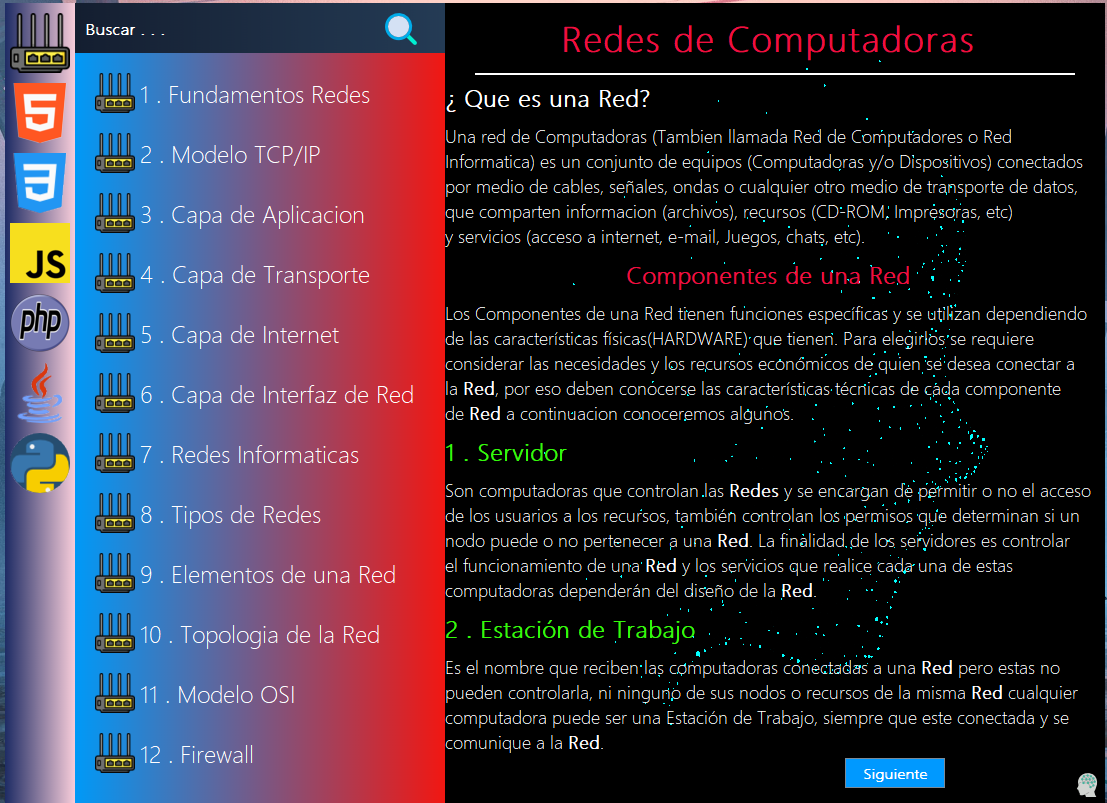 Buscar . . .
1 . Fundamentos Redes
2 . Modelo TCP/IP
3 . Capa de Aplicacion
4 . Capa de Transporte
5 . Capa de Internet
6 . Capa de Interfaz de Red
7 . Redes Informaticas
8 . Tipos de Redes
9 . Elementos de una Red
10 . Topologia de la Red
11 . Modelo OSI
12 . Firewall
5
3
JS
php
Redes de Computadoras
¿ Que es una Red?
Una red de Computadoras (Tambien llamada Red de Computadores o Red
Informatica) es un conjunto de equipos (Computadoras y/o Dispositivos) conectados
por medio de cables, señales, ondas o cualquier otro medio de transporte de datos,
que comparten informacion (archivos), recursos (CD-ROM, Impresoras, etc)
y servicios (acceso a internet, e-mail, Juegos, chats, etc).
Componentes de una Red
Los Componentes de una Red tienen funciones específicas y se utilizan dependiendo
de las características físicas(HARDWARE) que tienen. Para elegirlos se requiere
considerar las necesidades y los recursos económicos de quien se desea conectar a
la Red, por eso deben conocerse las características técnicas de cada componente
de Red a continuacion conoceremos algunos.
1 . Servidor
Son computadoras que controlan las Redes y se encargan de permitir o no el acceso
de los usuarios a los recursos, también controlan los permisos que determinan si un
nodo puede o no pertenecer a una Red. La finalidad de los servidores es controlar
el funcionamiento de una Red y los servicios que realice cada una de estas
computadoras dependerán del diseño de la Red.
2 . Estación de Trabajo
Es el nombre que reciben las computadoras conectadas a una Red pero estas no
pueden controlarla, ni ninguno de sus nodos o recursos de la misma Red cualquier
computadora puede ser una Estación de Trabajo, siempre que este conectada y se
comunique a la Red.
Siguiente